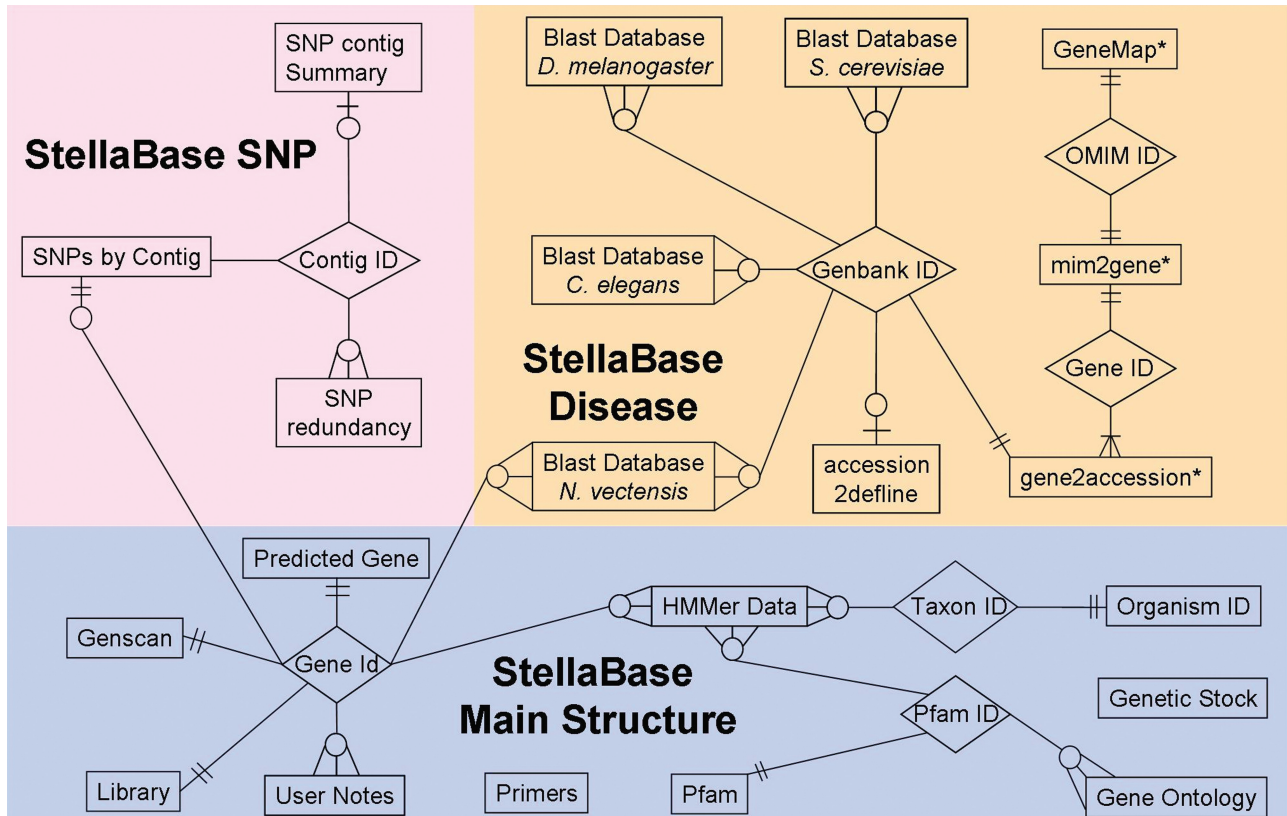 SNP contig
Summary
StellaBase SNP
SNPs by Contig
Contig ID
SNP
redundancy
Blast Database
D. melanogaster
Blast Database
S. cerevisiae
GeneMap*
OMIM ID
Blast Database
C. elegans
Genbank ID
mim2gene*
StellaBase
Disease
Gene ID
Blast Database
N. vectensis
accession
2defline
gene2accession*
Predicted Gene
HMMer Data
Taxon ID
Organism ID
Genscan
Gene Id
StellaBase
Main Structure
Pfam ID
Genetic Stock
Library
User Notes
Primers
Pfam
Gene Ontology